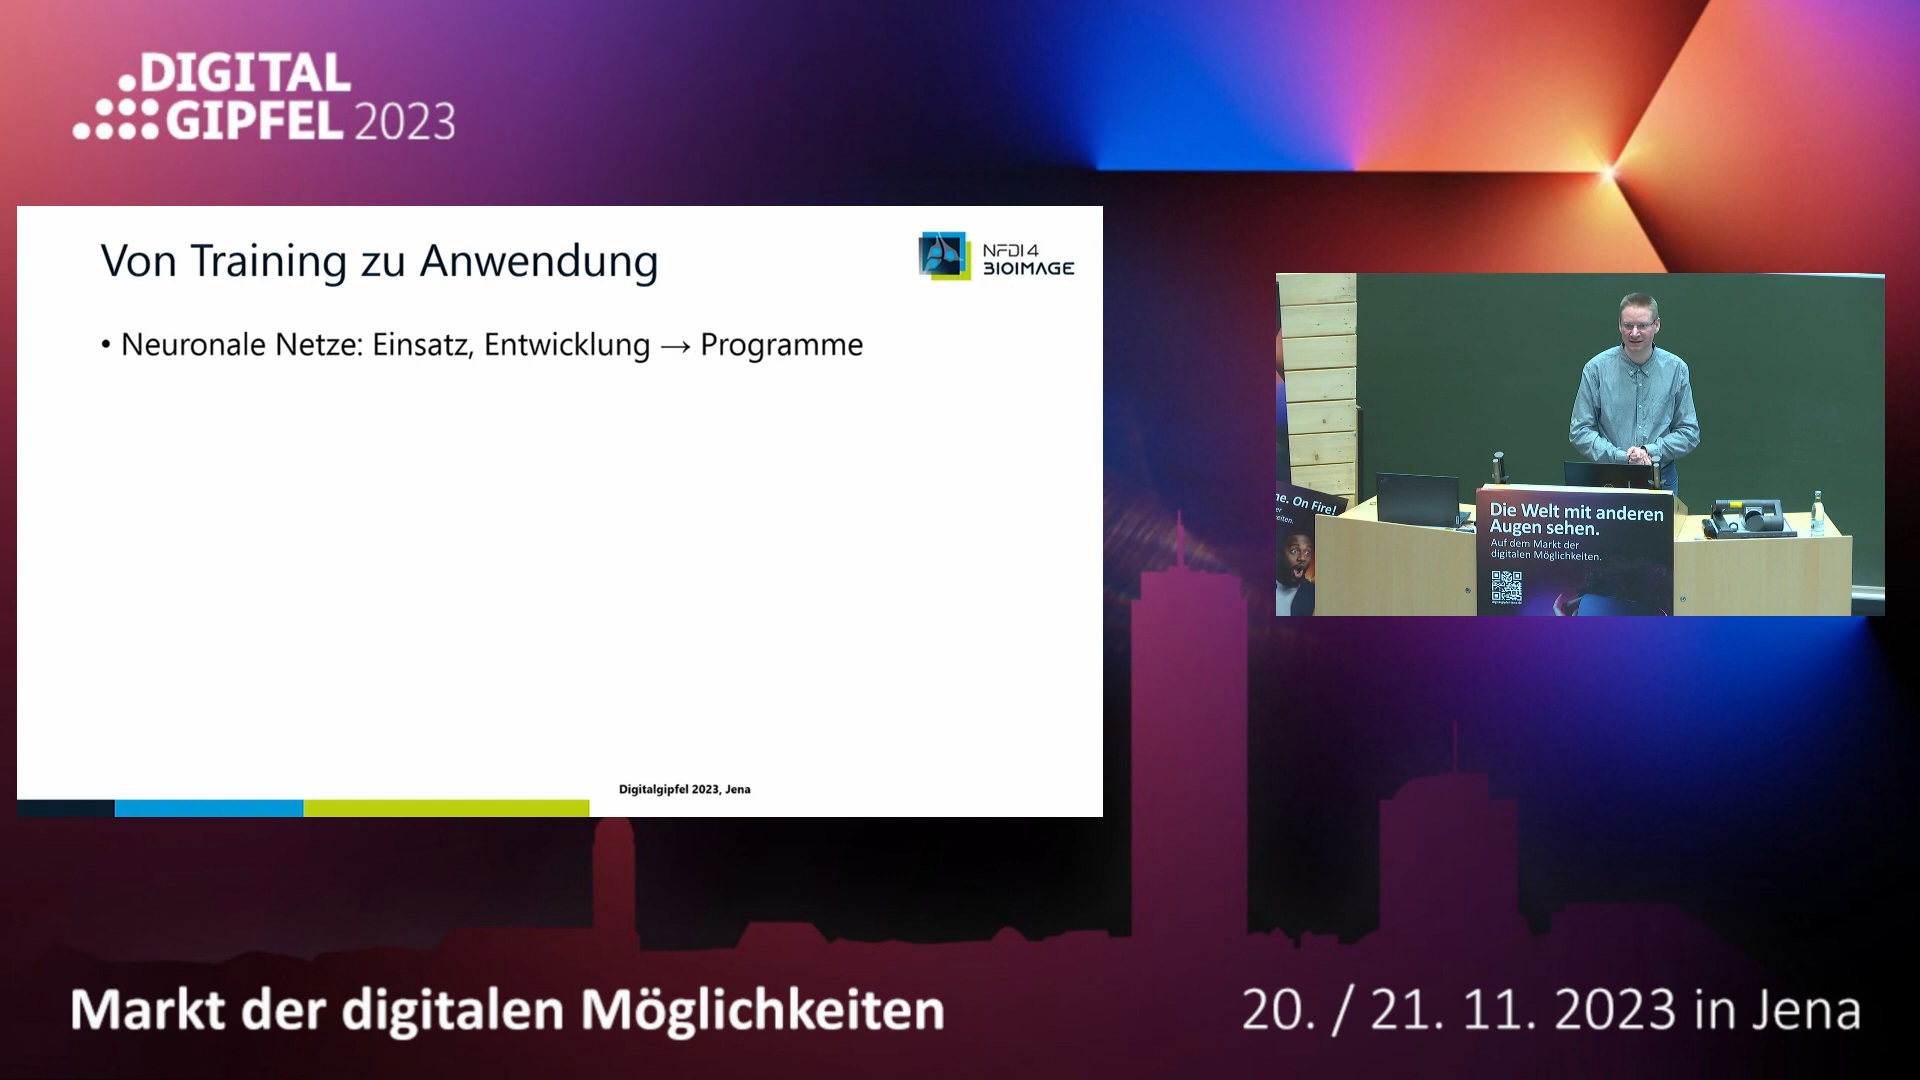 DIGITAL
GIPFEL 2023
Von Training zu Anwendung
NFDI4
BIOIMAGE
• Neuronale Netze: Einsatz, Entwicklung → Programme
Digitalgipfel 2023, Jena
ne. On Fire!
Die Welt mit anderen
Augen sehen.
Auf dem Markt der
digitalen Möglichkeiten.
Markt der digitalen Möglichkeiten
20. / 21. 11. 2023 in Jena